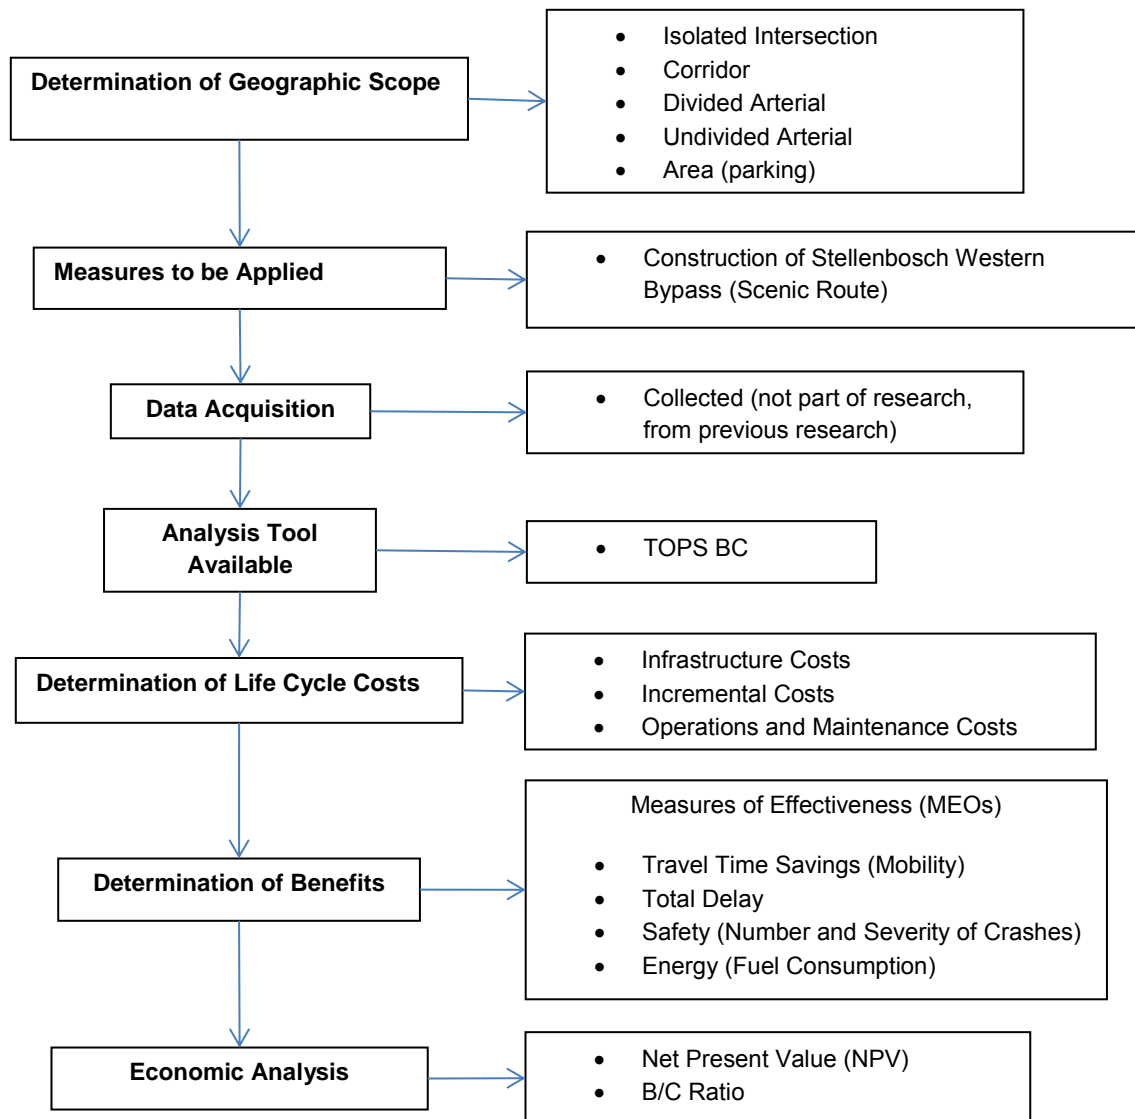 Determination of Geographic Scope
• Isolated Intersection
• Corridor
• Divided Arterial
• Undivided Arterial
• Area (parking)
Measures to be Applied
• Construction of Stellenbosch Western
Bypass (Scenic Route)
Data Acquisition
• Collected (not part of research,
from previous research)
Analysis Tool
Available
• TOPS BC
Determination of Life Cycle Costs
• Infrastructure Costs
• Incremental Costs
• Operations and Maintenance Costs
Determination of Benefits
Measures of Effectiveness (MEOs)
• Travel Time Savings (Mobility)
• Total Delay
• Safety (Number and Severity of Crashes)
• Energy (Fuel Consumption)
Economic Analysis
• Net Present Value (NPV)
• B/C Ratio